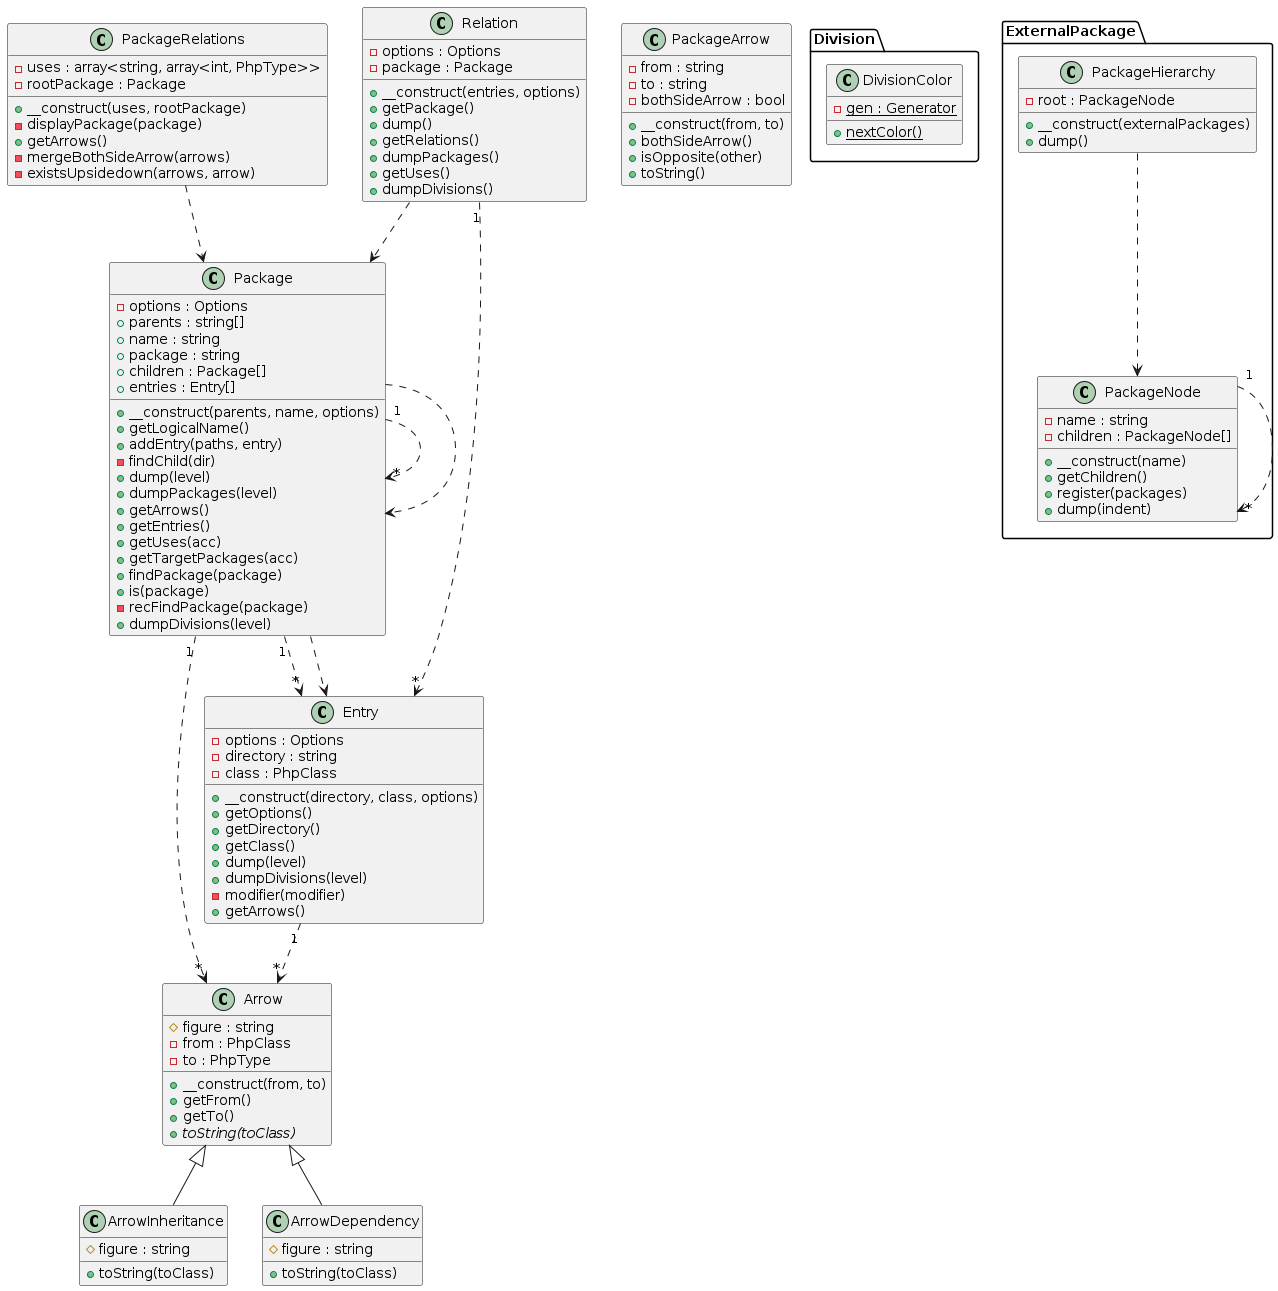 PackageRelations
uses : array<string, array<int, PhpType>>
rootPackage : Package
__construct(uses, rootPackage)
displayPackage(package)
getArrows()
mergeBothSideArrow(arrows)
existsUpsidedown(arrows, arrow)
Relation
options : Options
package : Package
__construct(entries, options)
getPackage()
dump()
getRelations()
dumpPackages()
getUses()
dumpDivisions()
PackageArrow
from : string
to : string
bothSideArrow : bool
__construct(from, to)
bothSideArrow()
isOpposite(other)
toString()
Division
DivisionColor
gen : Generator
nextColor()
ExternalPackage
PackageHierarchy
root : PackageNode
__construct(externalPackages)
dump()
1
Package
options : Options
parents : string[]
name : string
package : string
children : Package[]
entries : Entry[]
__construct(parents, name, options)
getLogicalName()
addEntry(paths, entry)
findChild(dir)
dump(level)
dumpPackages(level)
getArrows()
getEntries()
getUses(acc)
getTargetPackages(acc)
findPackage(package)
is(package)
recFindPackage(package)
dumpDivisions(level)
1
*
1
PackageNode
name : string
children : PackageNode[]
__construct(name)
getChildren()
register(packages)
dump(indent)
*
1
1
*
*
Entry
options : Options
directory : string
class : PhpClass
__construct(directory, class, options)
getOptions()
getDirectory()
getClass()
dump(level)
dumpDivisions(level)
modifier(modifier)
getArrows()
1
*
*
Arrow
figure : string
from : PhpClass
to : PhpType
__construct(from, to)
getFrom()
getTo()
toString(toClass)
ArrowInheritance
figure : string
toString(toClass)
ArrowDependency
figure : string
toString(toClass)